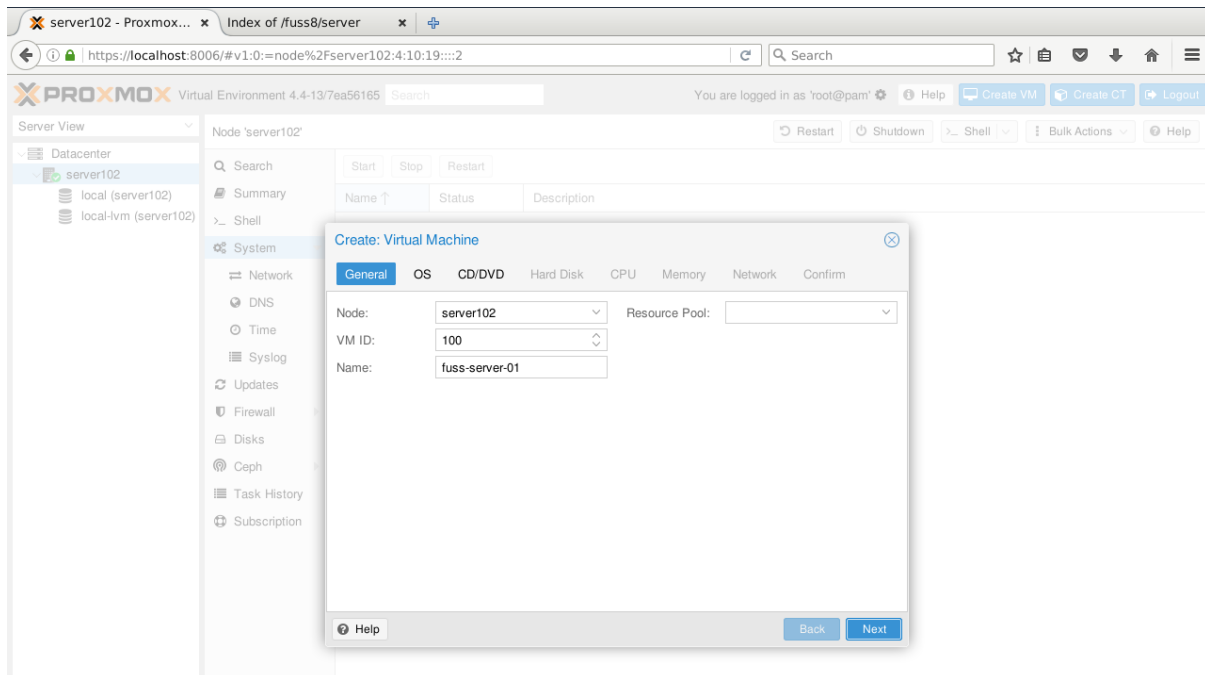 server102 - Proxmox... Index of /fuss8/server
https://localhost:8006/#v1:0:=node%2Fserver102:4:10:19::::2 Search
PROXMOX Virtual Environment 4.4-13/7ea56165 Search You are logged in as 'root@pam' Help Create VM Create CT Logout
Server View Node 'server102' Restart Shutdown >_ Shell Bulk Actions Help
Datacenter
server102
local (server102)
local-lvm (server102)
Search
Summary
>_ Shell
System
Network
DNS
Time
Syslog
Updates
Firewall
Disks
Ceph
Task History
Subscription
Start Stop Restart
Name Status Description
Create: Virtual Machine
General OS CD/DVD Hard Disk CPU Memory Network Confirm
Node: server102 Resource Pool:
VM ID: 100
Name: fuss-server-01
Help Back Next